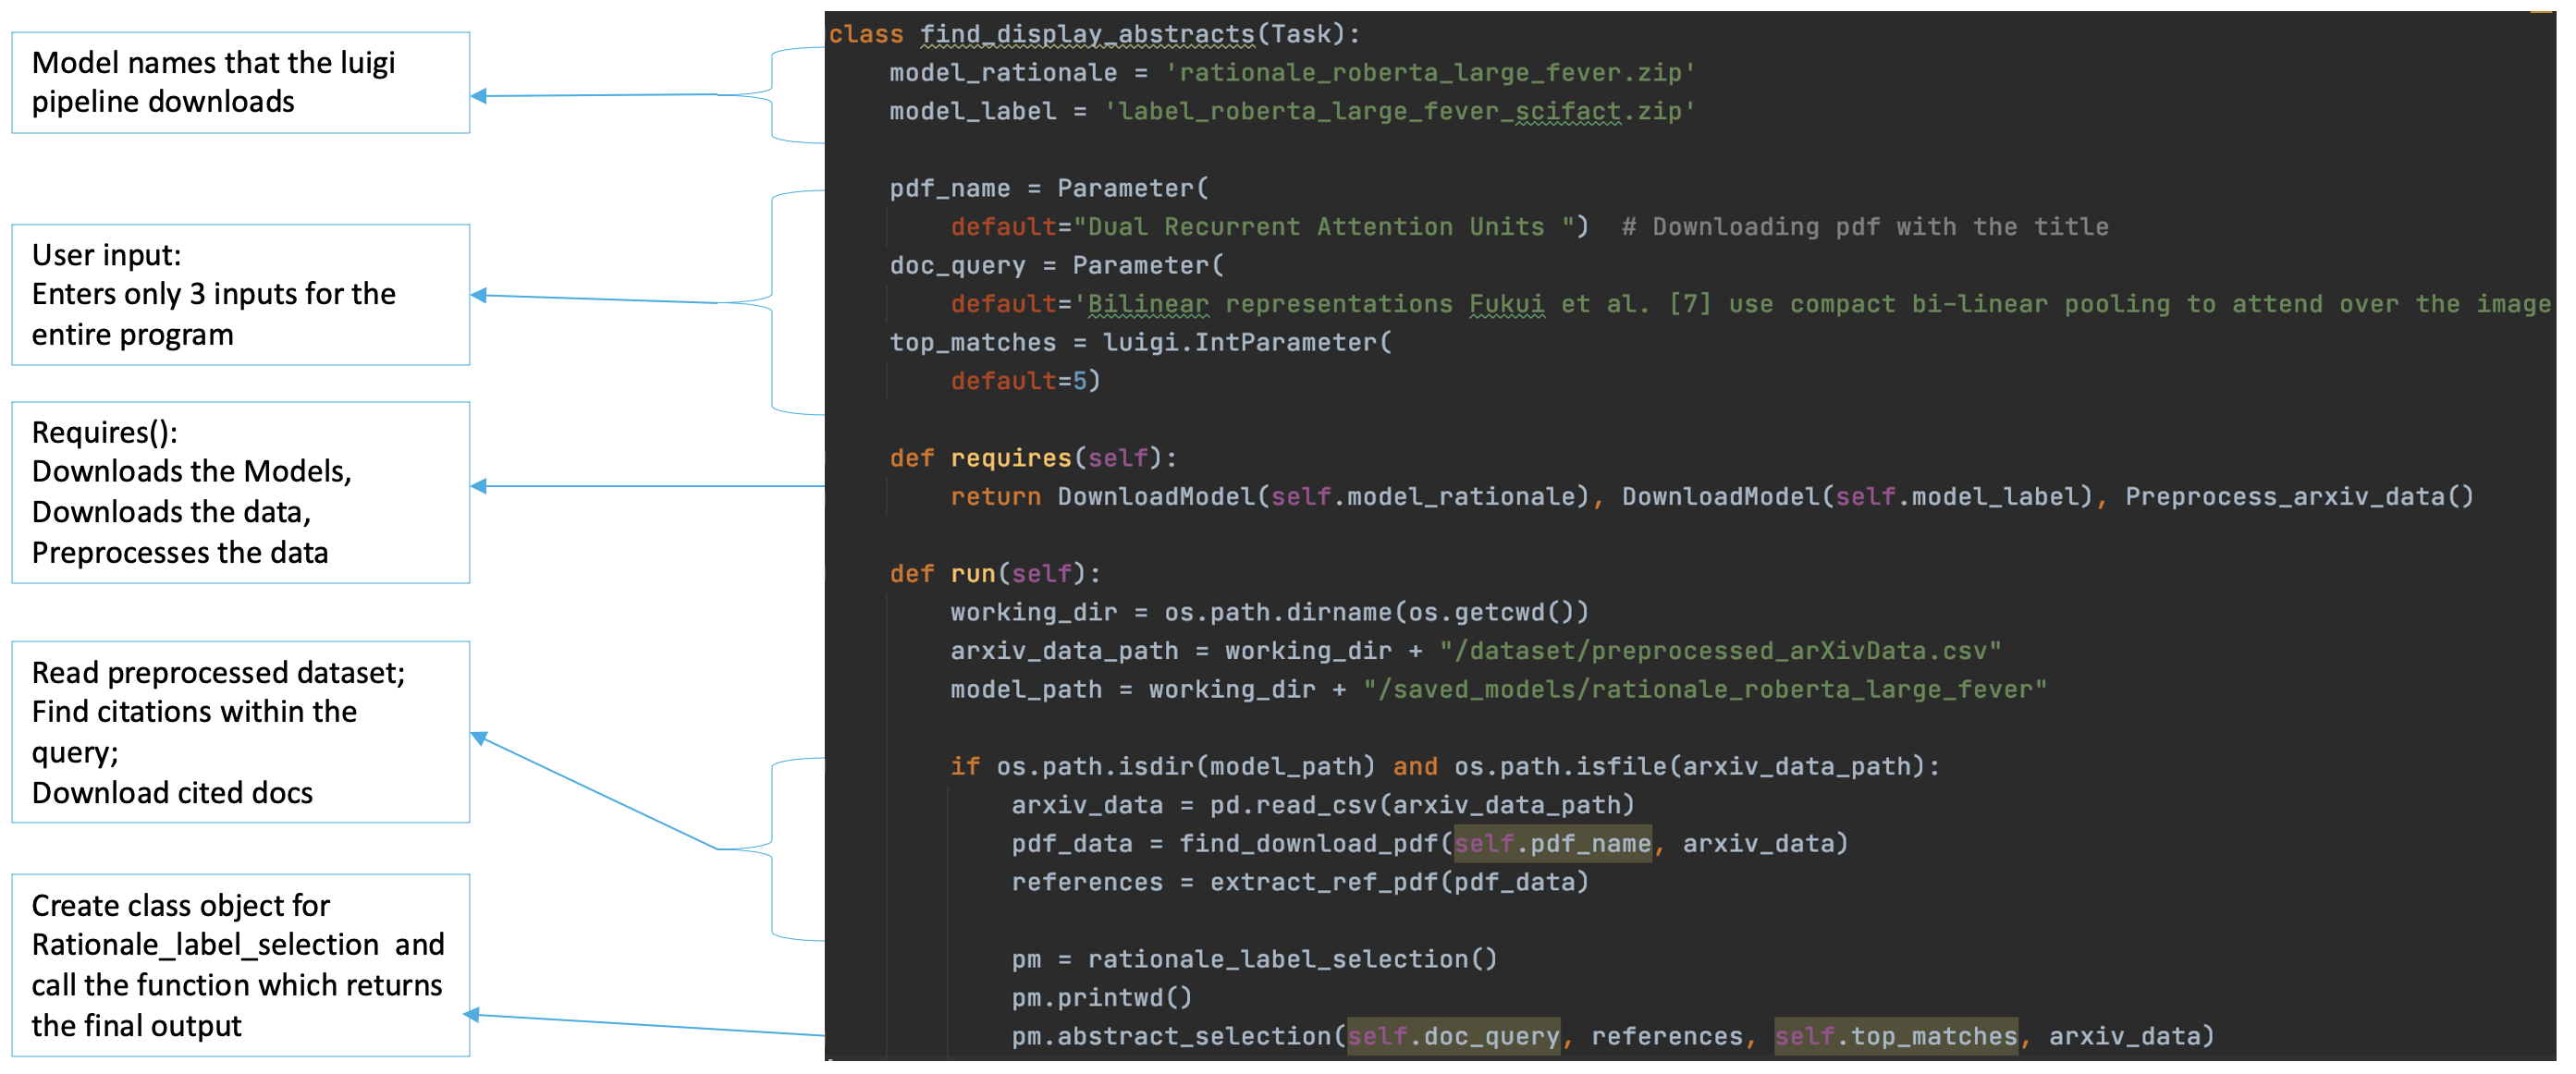 Model names that the luigi
pipeline downloads
User input:
Enters only 3 inputs for the
entire program
Requires():
Downloads the Models,
Downloads the data,
Preprocesses the data
Read preprocessed dataset;
Find citations within the
query;
Download cited docs
Create class object for
Rationale_label_selection and
call the function which returns
the final output
class find_display_abstracts(Task):
    model_rationale = 'rationale_roberta_large_fever.zip'
    model_label = 'label_roberta_large_fever_scifact.zip'
    pdf_name = Parameter(
        default="Dual Recurrent Attention Units ")  # Downloading pdf with the title
    doc_query = Parameter(
        default='Bilinear representations Fukui et al. [7] use compact bi-linear pooling to attend over the image
    top_matches = luigi.IntParameter(
        default=5)
    def requires(self):
        return DownloadModel(self.model_rationale), DownloadModel(self.model_label), Preprocess_arxiv_data()
    def run(self):
        working_dir = os.path.dirname(os.getcwd())
        arxiv_data_path = working_dir + "/dataset/preprocessed_arXivData.csv"
        model_path = working_dir + "/saved_models/rationale_roberta_large_fever"
        if os.path.isdir(model_path) and os.path.isfile(arxiv_data_path):
            arxiv_data = pd.read_csv(arxiv_data_path)
            pdf_data = find_download_pdf(self.pdf_name, arxiv_data)
            references = extract_ref_pdf(pdf_data)
            pm = rationale_label_selection()
            pm.printwd()
            pm.abstract_selection(self.doc_query, references, self.top_matches, arxiv_data)